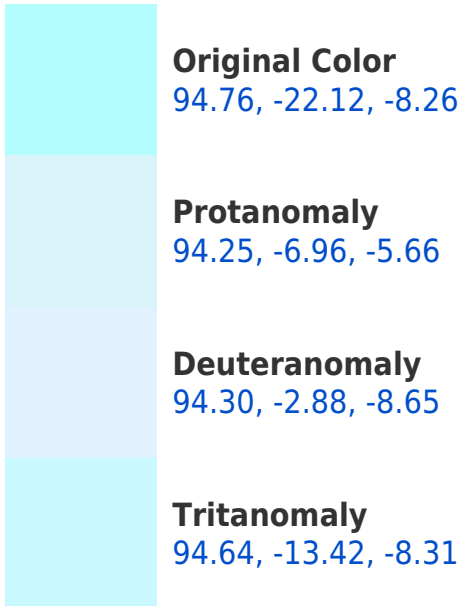 Original Color
94.76, -22.12, -8.26
Protanomaly
94.25, -6.96, -5.66
Deuteranomaly
94.30, -2.88, -8.65
Tritanomaly
94.64, -13.42, -8.31